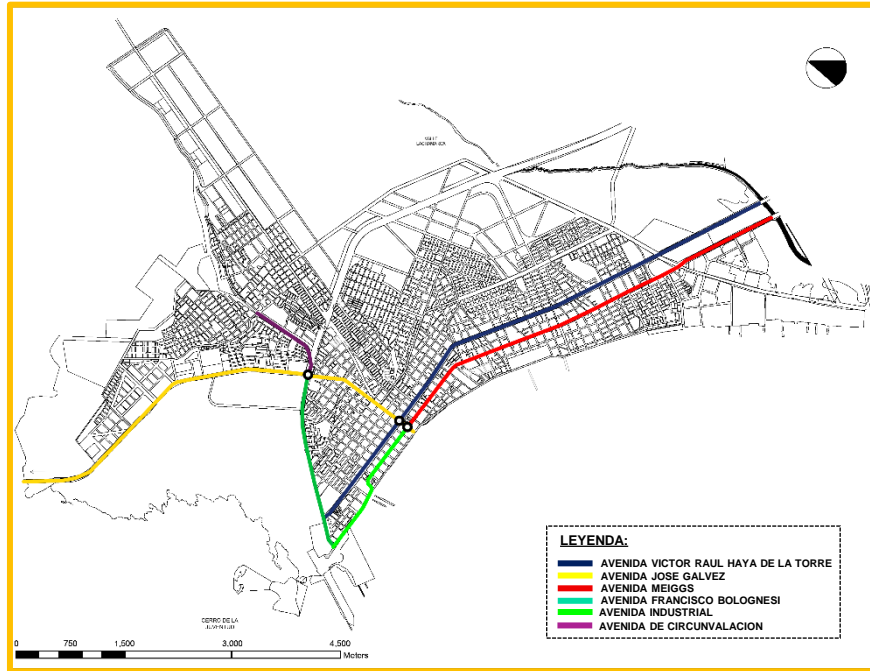 CERRO DE LA
JUVENTUD
LEYENDA:
AVENIDA VICTOR RAUL HAYA DE LA TORRE
AVENIDA JOSE GALVEZ
AVENIDA MEIGGS
AVENIDA FRANCISCO BOLOGNESI
AVENIDA INDUSTRIAL
AVENIDA DE CIRCUNVALACION
0 750 1,500 3,000 4,500
Meters